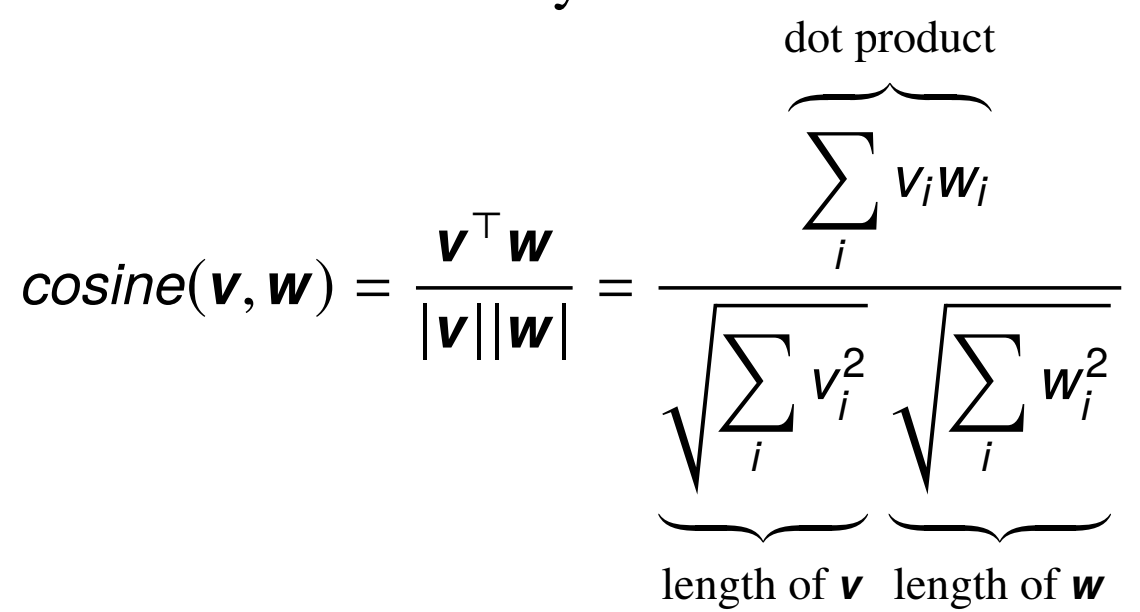 dot product
cosine(v, w) = v⊤w / |v||w| = ∑i viwi / √∑i vi² √∑i wi²
length of v length of w